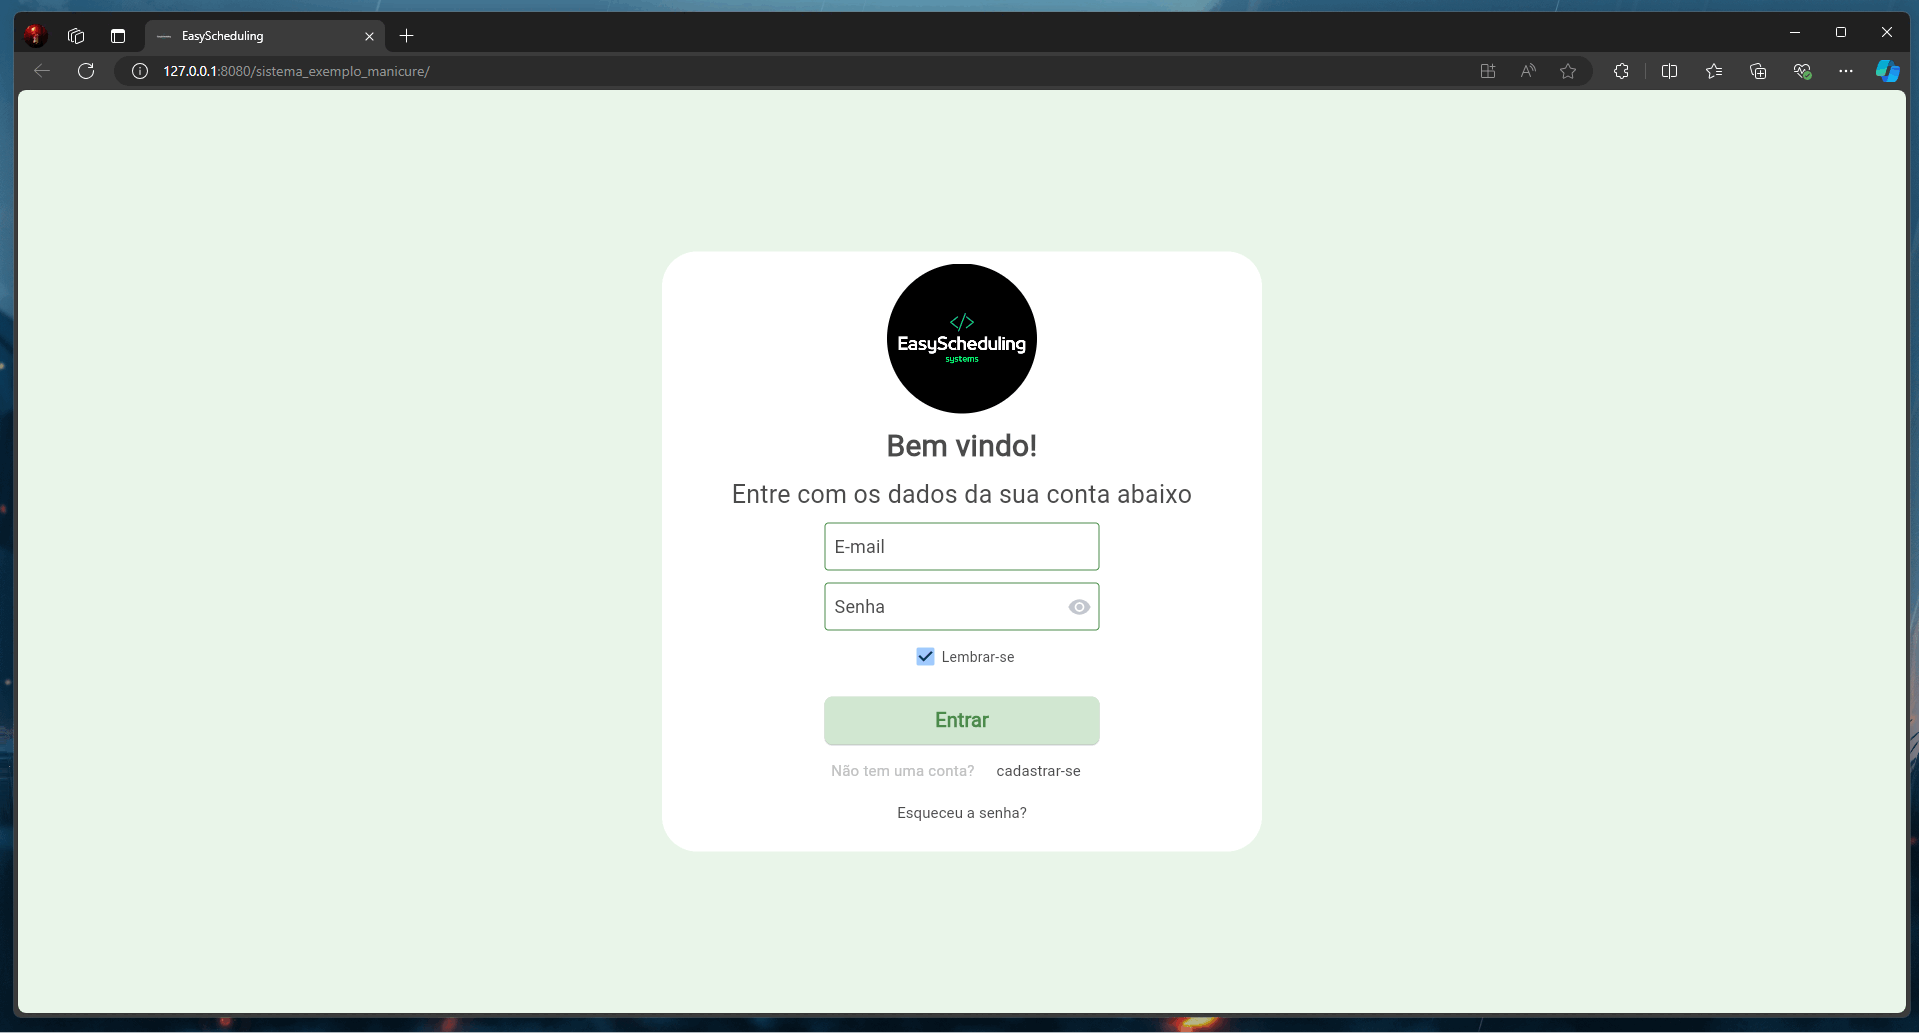 EasyScheduling
127.0.0.1:8080/sistema_exemplo_manicure/
</>
EasyScheduling
systems
Bem vindo!
Entre com os dados da sua conta abaixo
E-mail
Senha
Lembrar-se
Entrar
Não tem uma conta? cadastrar-se
Esqueceu a senha?